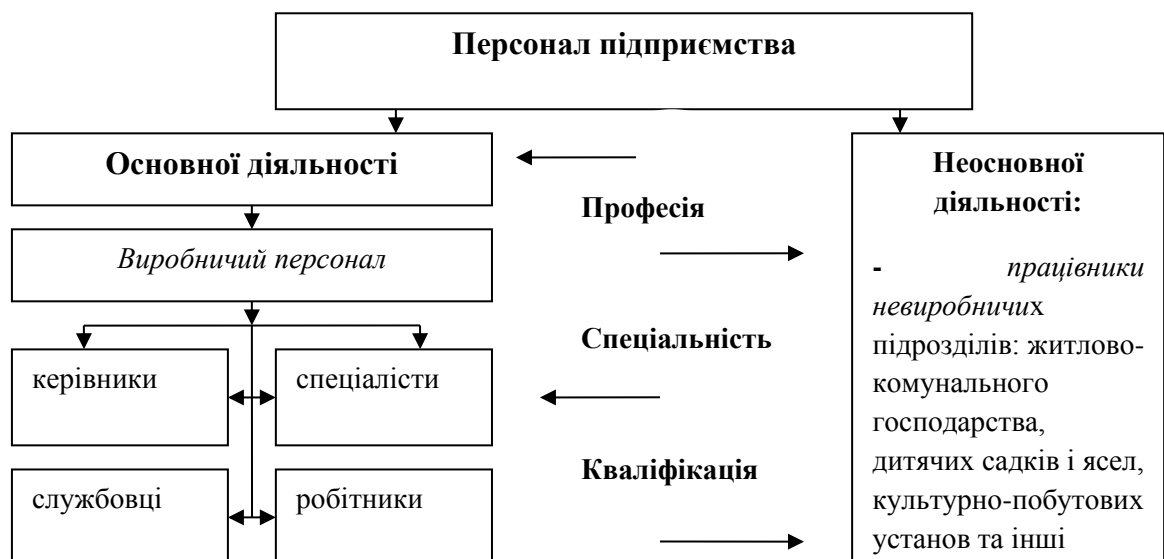 Персонал підприємства
Основної діяльності
Виробничий персонал
керівники
спеціалісти
службовці
робітники
Професія
Спеціальність
Кваліфікація
Неосновної
діяльності:
- працівники
невиробничих
підрозділів: житлово-
комунального
господарства,
дитячих садків і ясел,
культурно-побутових
установ та інші